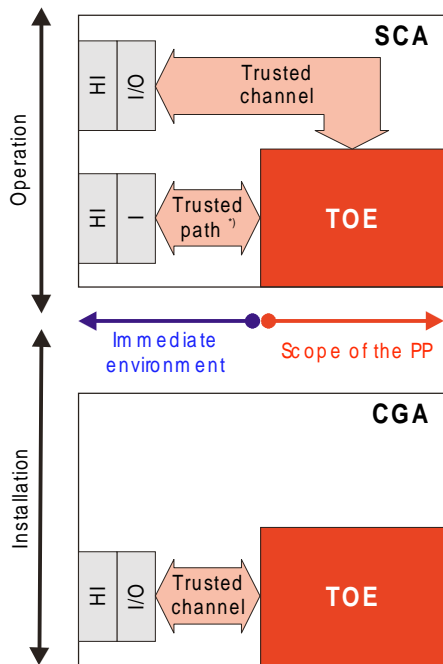 SCA
HI
I/O
Trusted
channel
Operation
HI
I
Trusted
path *)
TOE
Immediate
environment
Scope of the PP
CGA
Installation
HI
I/O
Trusted
channel
TOE